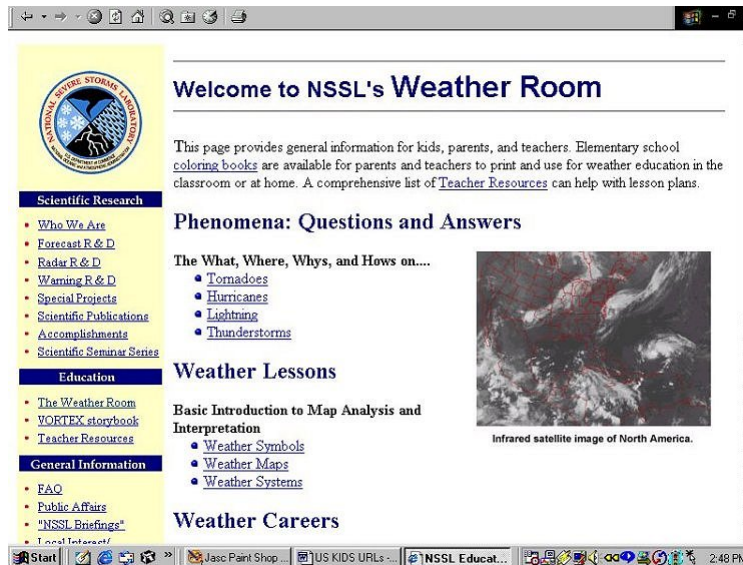 NATIONAL SEVERE STORMS LABORATORY
Scientific Research
Who We Are
Forecast R & D
Radar R & D
Warning R & D
Special Projects
Scientific Publications
Accomplishments
Scientific Seminar Series
Education
The Weather Room
VORTEX storybook
Teacher Resources
General Information
FAQ
Public Affairs
"NSSL Briefings"
Local Interest/
Welcome to NSSL's Weather Room
This page provides general information for kids, parents, and teachers. Elementary school
coloring books are available for parents and teachers to print and use for weather education in the
classroom or at home. A comprehensive list of Teacher Resources can help with lesson plans.
Phenomena: Questions and Answers
The What, Where, Whys, and Hows on....
Tornadoes
Hurricanes
Lightning
Thunderstorms
Infrared satellite image of North America.
Weather Lessons
Basic Introduction to Map Analysis and
Interpretation
Weather Symbols
Weather Maps
Weather Systems
Weather Careers
Start
»
Jasc Paint Shop ...
US KIDS URLs -...
NSSL Educat...
2:48 PM